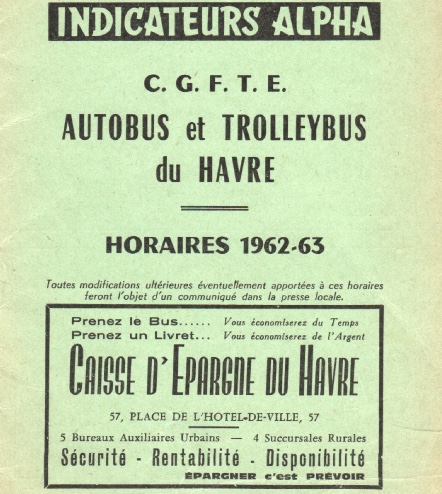 INDICATEURS ALPHA
C. G. F. T. E.
AUTOBUS et TROLLEYBUS
du HAVRE
HORAIRES 1962-63
Toutes modifications ultérieures éventuellement apportées à ces horaires
feront l'objet d'un communiqué dans la presse locale.
Prenez le Bus...... Vous économiserez du Temps
Prenez un Livret... Vous économiserez de l'Argent
CAISSE D'EPARGNE DU HAVRE
57, PLACE DE L'HOTEL-DE-VILLE, 57
5 Bureaux Auxiliaires Urbains — 4 Succursales Rurales
Sécurité - Rentabilité - Disponibilité
ÉPARGNER c'est PRÉVOIR